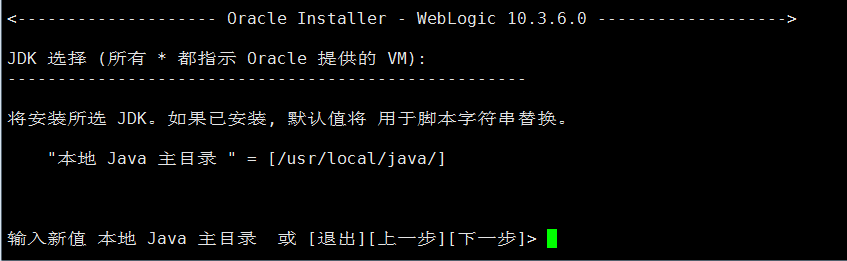 <-------------------- Oracle Installer - WebLogic 10.3.6.0 ------------------->
JDK 选择 (所有 * 都指示 Oracle 提供的 VM):
----------------------------------------------------
将安装所选 JDK。如果已安装, 默认值将 用于脚本字符串替换。
"本地 Java 主目录 " = [/usr/local/java/]
输入新值 本地 Java 主目录  或 [退出][上一步][下一步]>